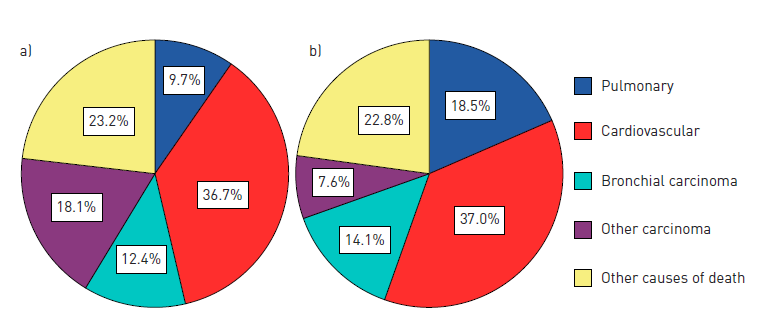 a)
9.7%
36.7%
12.4%
18.1%
23.2%
b)
18.5%
37.0%
14.1%
7.6%
22.8%
Pulmonary
Cardiovascular
Bronchial carcinoma
Other carcinoma
Other causes of death